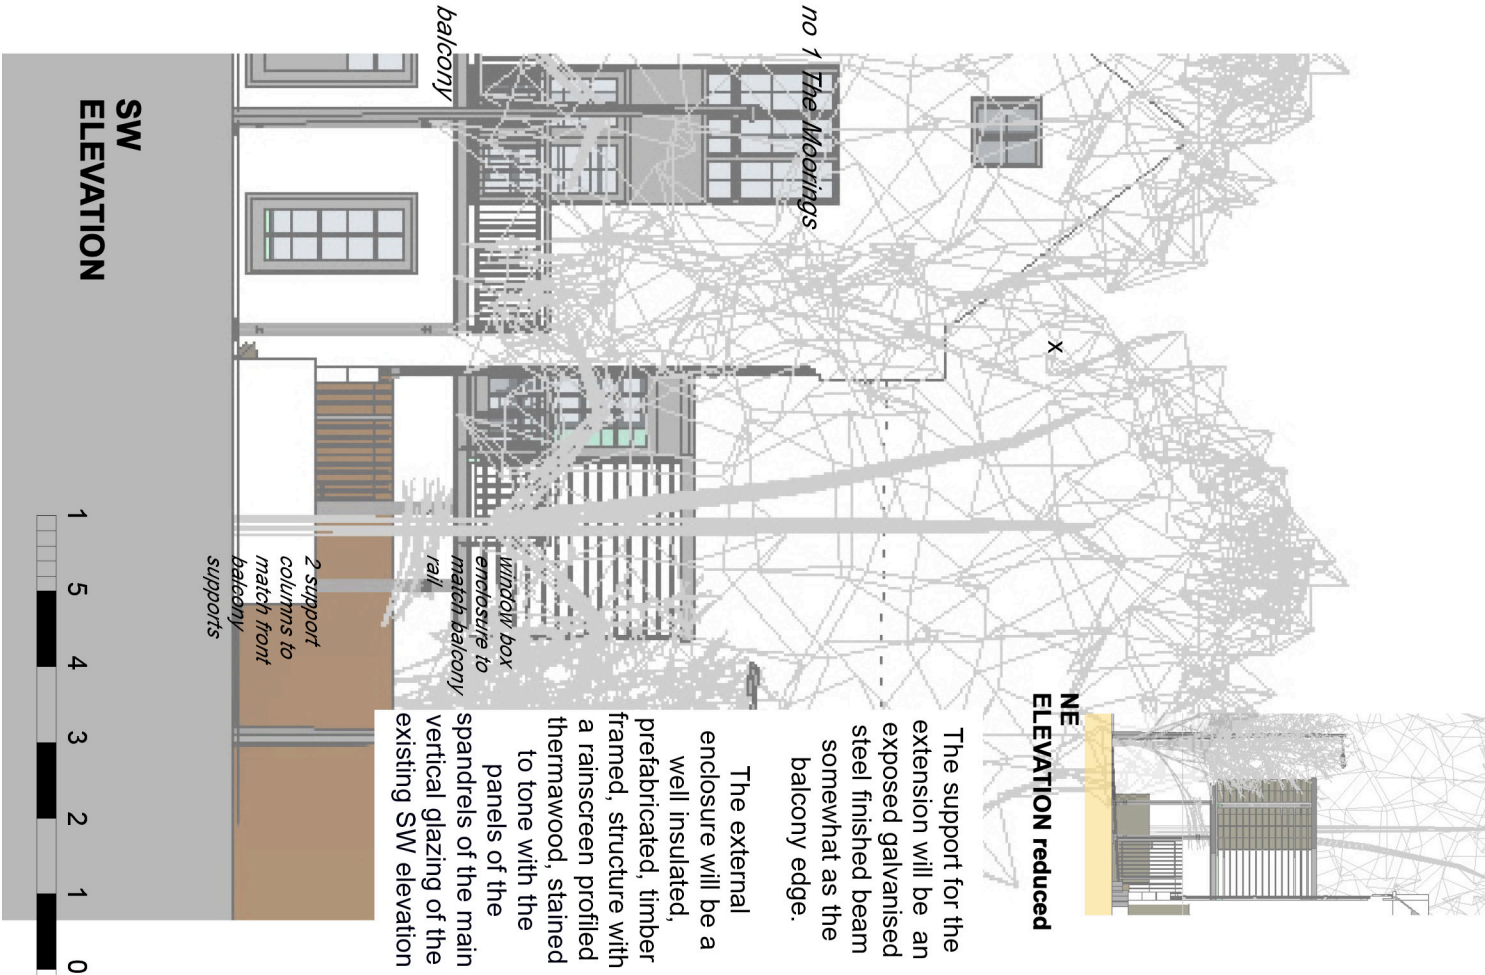 no 1 The Moorings
balcony
SW
ELEVATION
x
window box
enclosure to
match balcony
rail
2 support
columns to
match front
balcony
supports
NE
ELEVATION reduced
The support for the
extension will be an
exposed galvanised
steel finished beam
somewhat as the
balcony edge.
The external
enclosure will be a
well insulated,
prefabricated, timber
framed, structure with
a rainscreen profiled
thermawood, stained
to tone with the
panels of the
spandrels of the main
vertical glazing of the
existing SW elevation
1 5 4 3 2 1 0